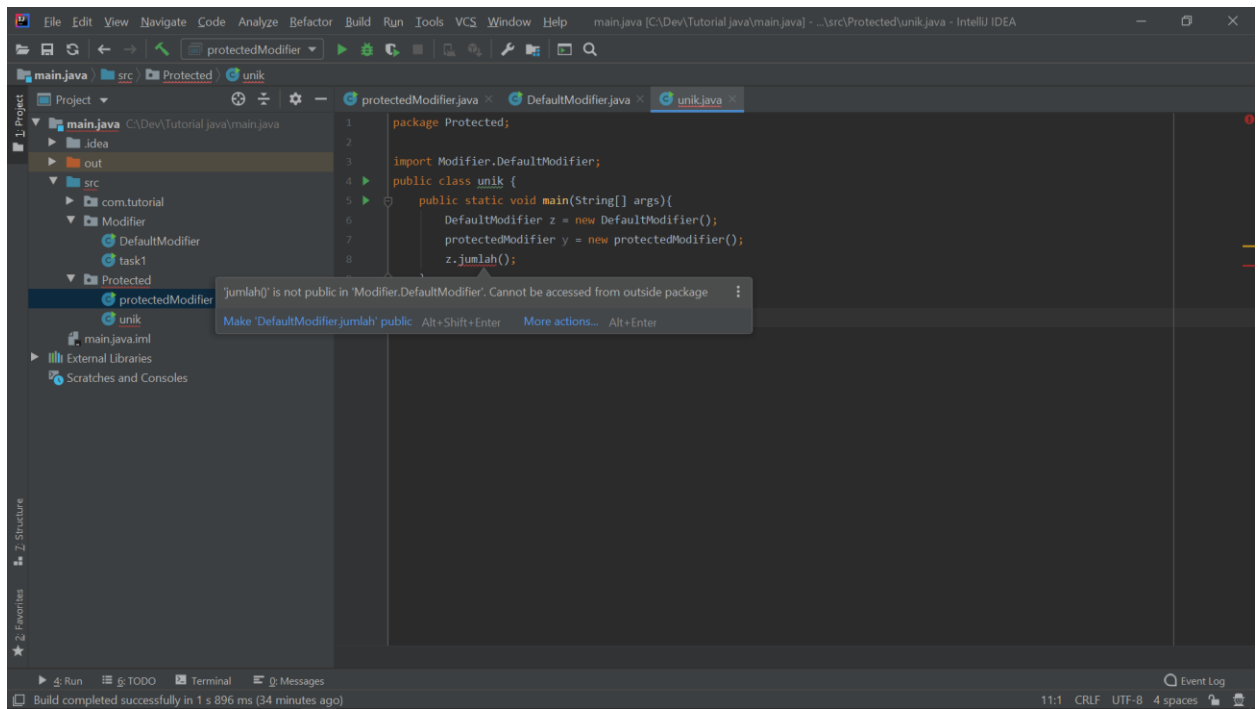 File Edit View Navigate Code Analyze Refactor Build Run Tools VCS Window Help main.java [C:\Dev\Tutorial java\main.java] - ...\src\Protected\unik.java - IntelliJ IDEA
protectedModifier
main.java src Protected unik
Project
protectedModifier.java DefaultModifier.java unik.java
1: Project
main.java C:\Dev\Tutorial java\main.java
.idea
out
src
com.tutorial
Modifier
DefaultModifier
task1
Protected
protectedModifier
unik
main.java.iml
External Libraries
Scratches and Consoles
1 package Protected;
2
3 import Modifier.DefaultModifier;
4 public class unik {
5 public static void main(String[] args){
6 DefaultModifier z = new DefaultModifier();
7 protectedModifier y = new protectedModifier();
8 z.jumlah();
'jumlah()' is not public in 'Modifier.DefaultModifier'. Cannot be accessed from outside package
Make 'DefaultModifier.jumlah' public Alt+Shift+Enter More actions... Alt+Enter
7: Structure
2: Favorites
4: Run 6: TODO Terminal 0: Messages Event Log
Build completed successfully in 1 s 896 ms (34 minutes ago) 11:1 CRLF UTF-8 4 spaces